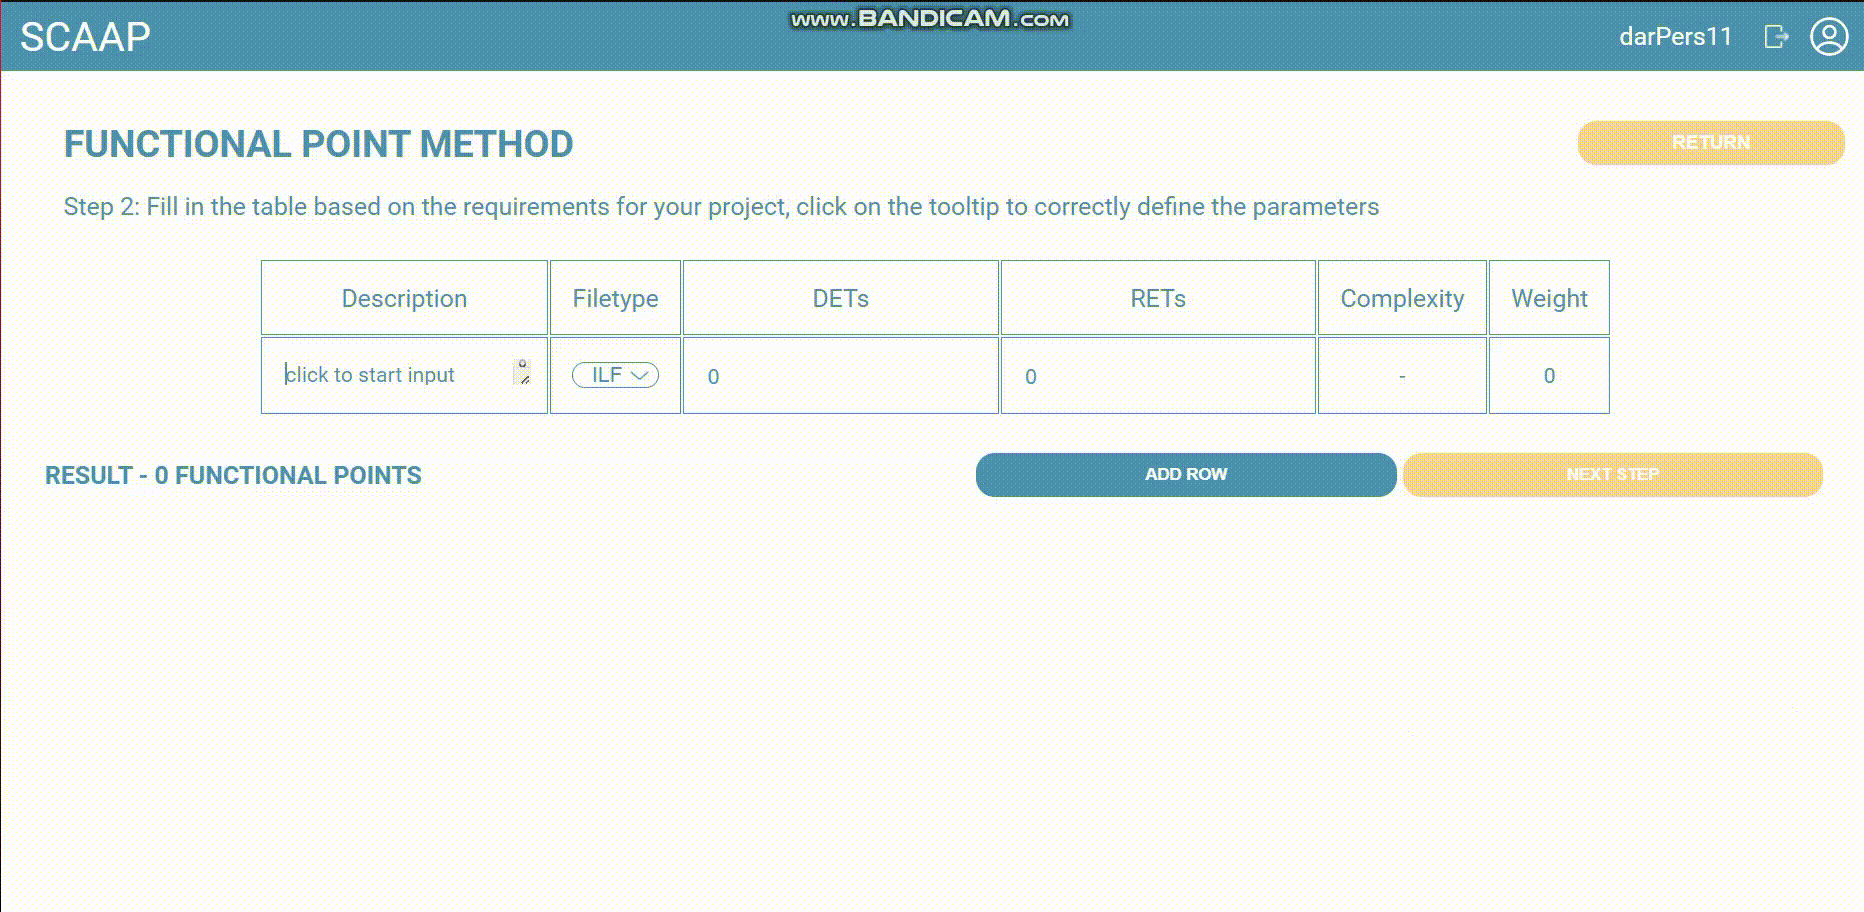 SCAAP
www.BANDICAM.com
darPers11
FUNCTIONAL POINT METHOD
RETURN
Step 2: Fill in the table based on the requirements for your project, click on the tooltip to correctly define the parameters
Description Filetype DETs RETs Complexity Weight
click to start input ILF 0 0 - 0
RESULT - 0 FUNCTIONAL POINTS
ADD ROW
NEXT STEP